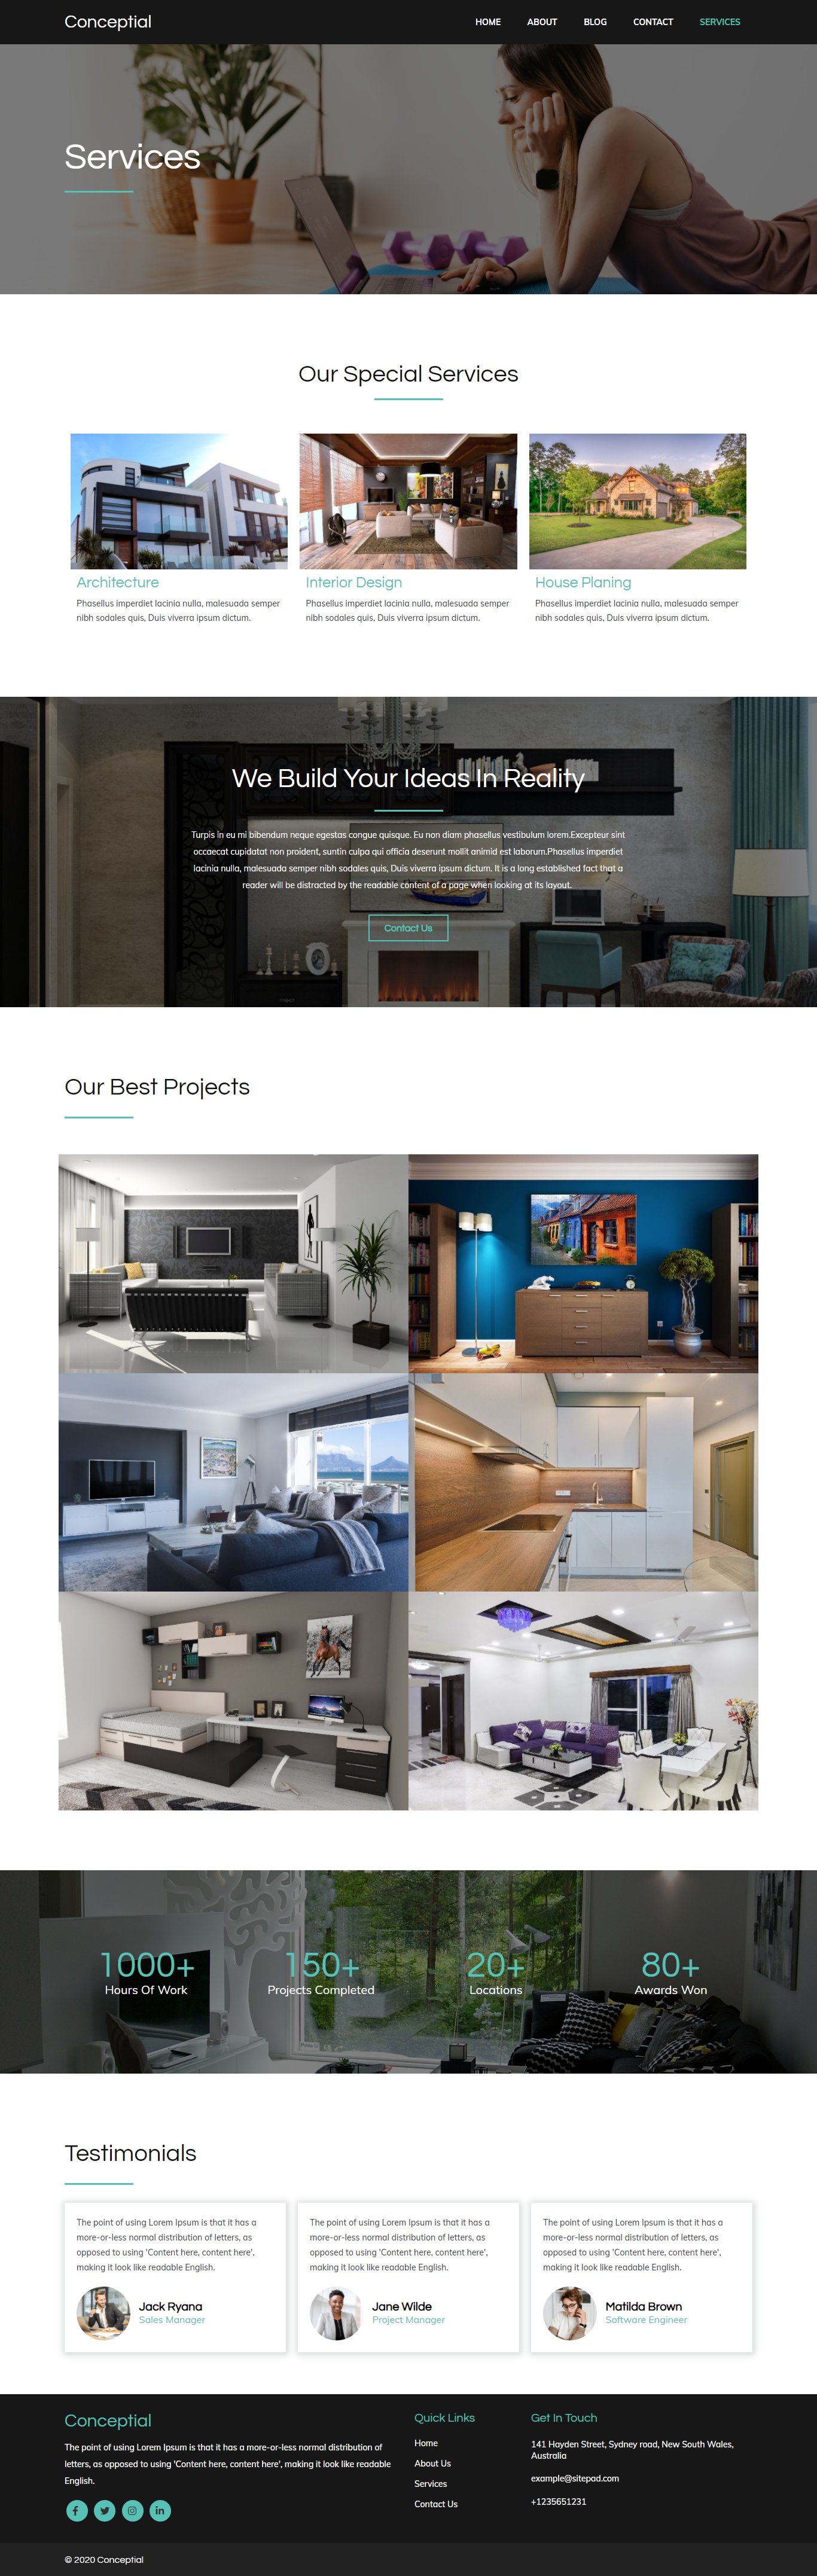 Conceptial
HOME ABOUT BLOG CONTACT SERVICES
Services
Our Special Services
Architecture
Phasellus imperdiet lacinia nulla, malesuada semper
nibh sodales quis, Duis viverra ipsum dictum.
Interior Design
Phasellus imperdiet lacinia nulla, malesuada semper
nibh sodales quis, Duis viverra ipsum dictum.
House Planing
Phasellus imperdiet lacinia nulla, malesuada semper
nibh sodales quis, Duis viverra ipsum dictum.
We Build Your Ideas In Reality
Turpis in eu mi bibendum neque egestas congue quisque. Eu non diam phasellus vestibulum lorem.Excepteur sint
occaecat cupidatat non proident, suntin culpa qui officia deserunt mollit animid est laborum.Phasellus imperdiet
lacinia nulla, malesuada semper nibh sodales quis, Duis viverra ipsum dictum. It is a long established fact that a
reader will be distracted by the readable content of a page when looking at its layout.
Contact Us
Our Best Projects
1000+
Hours Of Work
150+
Projects Completed
20+
Locations
80+
Awards Won
Testimonials
The point of using Lorem Ipsum is that it has a
more-or-less normal distribution of letters, as
opposed to using 'Content here, content here',
making it look like readable English.
Jack Ryana
Sales Manager
The point of using Lorem Ipsum is that it has a
more-or-less normal distribution of letters, as
opposed to using 'Content here, content here',
making it look like readable English.
Jane Wilde
Project Manager
The point of using Lorem Ipsum is that it has a
more-or-less normal distribution of letters, as
opposed to using 'Content here, content here',
making it look like readable English.
Matilda Brown
Software Engineer
Conceptial
The point of using Lorem Ipsum is that it has a more-or-less normal distribution of
letters, as opposed to using 'Content here, content here', making it look like readable
English.
Quick Links
Home
About Us
Services
Contact Us
Get In Touch
141 Hayden Street, Sydney road, New South Wales,
Australia
example@sitepad.com
+1235651231
© 2020 Conceptial